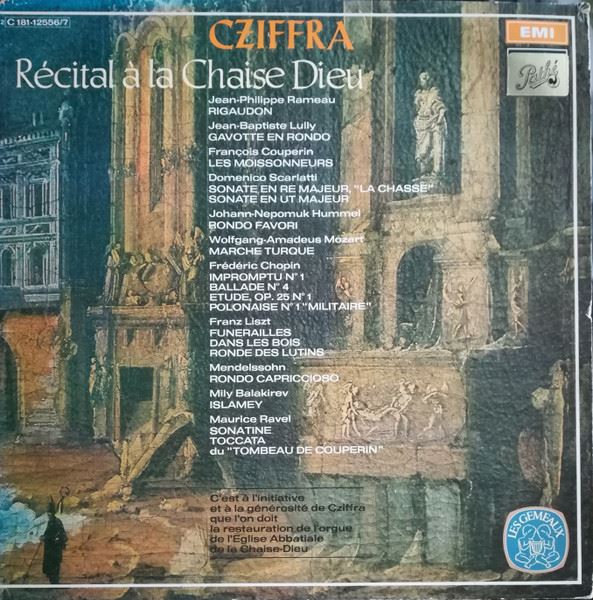 2 C 181-12556/7
CZIFFRA
EMI
Pathé
Récital à la Chaise Dieu
Jean-Philippe Rameau
RIGAUDON
Jean-Baptiste Lully
GAVOTTE EN RONDO
François Couperin
LES MOISSONNEURS
Domenico Scarlatti
SONATE EN RE MAJEUR, "LA CHASSE"
SONATE EN UT MAJEUR
Johann-Nepomuk Hummel
RONDO FAVORI
Wolfgang-Amadeus Mozart
MARCHE TURQUE
Frédéric Chopin
IMPROMPTU N° 1
BALLADE N° 4
ETUDE, OP. 25 N° 1
POLONAISE N° 1 "MILITAIRE"
Franz Liszt
FUNERAILLES
DANS LES BOIS
RONDE DES LUTINS
Mendelssohn
RONDO CAPRICCIOSO
Mily Balakirev
ISLAMEY
Maurice Ravel
SONATINE
TOCCATA
du "TOMBEAU DE COUPERIN"
C'est à l'initiative
et à la générosité de Cziffra
que l'on doit
la restauration de l'orgue
de l'Eglise Abbatiale
de la Chaise-Dieu
LES GEMEAUX